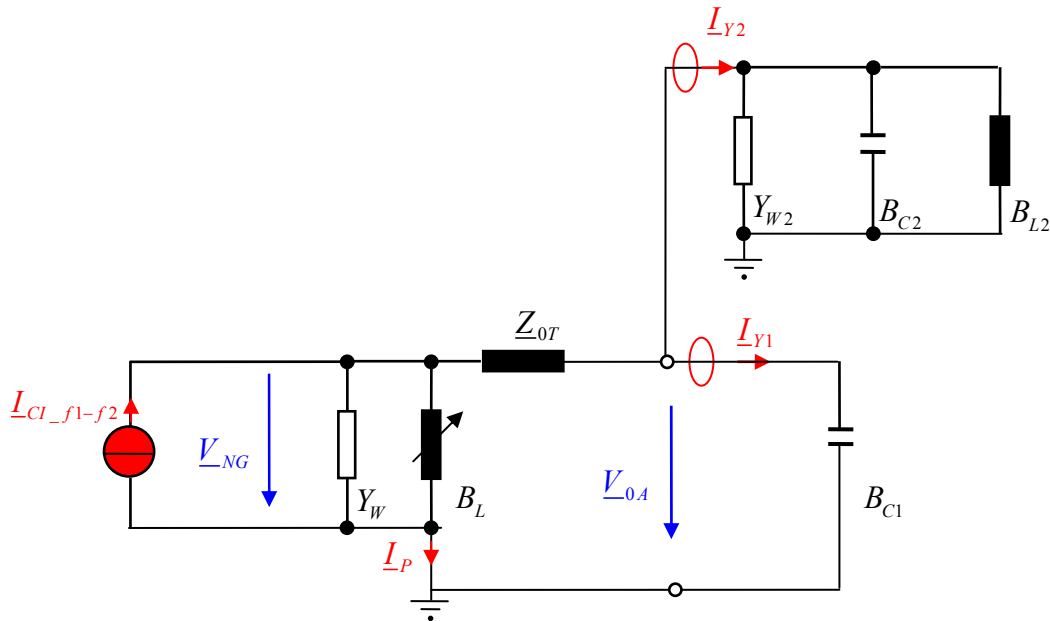 I_Y2
Y_W2
B_C2
B_L2
Z_0T
I_Y1
I_CI_f1-f2
V_NG
V_0A
Y_W
B_L
B_C1
I_P